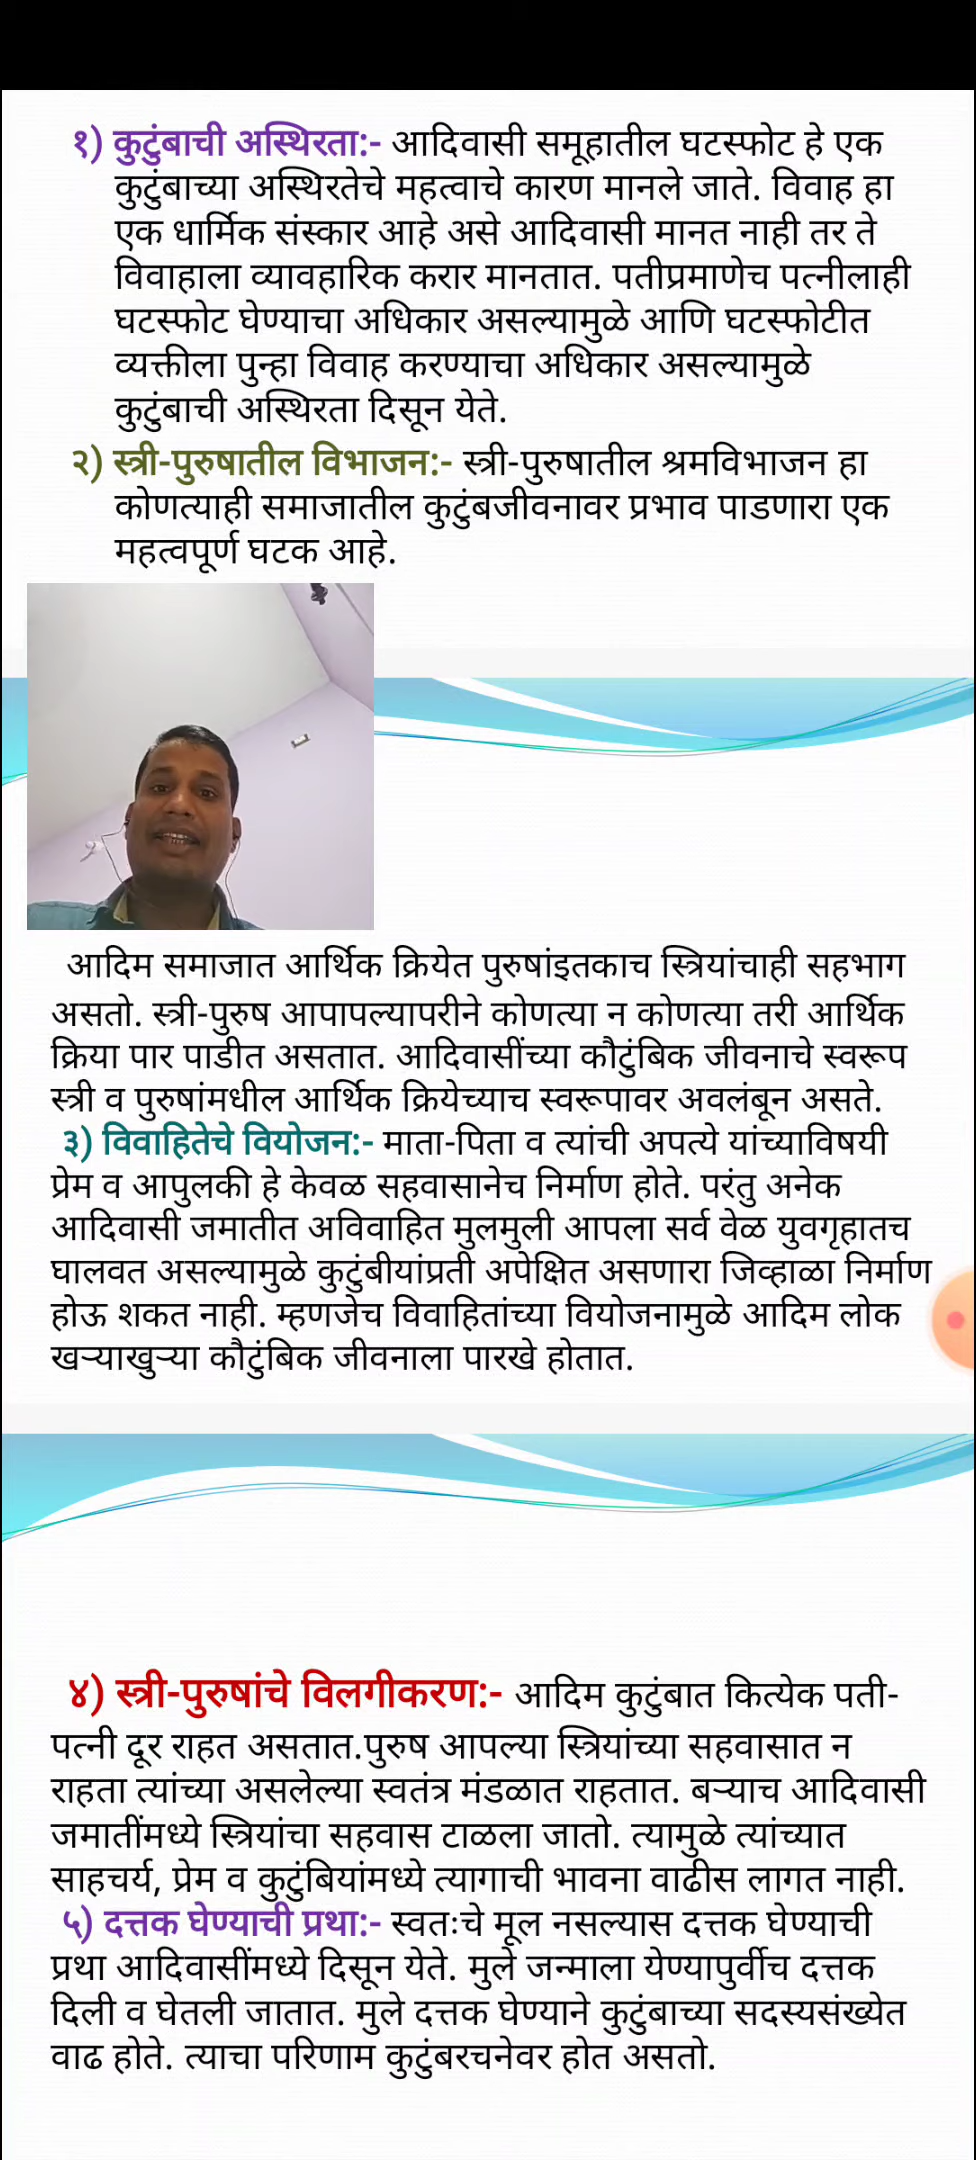 १) कुटुंबाची अस्थिरता:- आदिवासी समूहातील घटस्फोट हे एक
कुटुंबाच्या अस्थिरतेचे महत्वाचे कारण मानले जाते. विवाह हा
एक धार्मिक संस्कार आहे असे आदिवासी मानत नाही तर ते
विवाहाला व्यावहारिक करार मानतात. पतीप्रमाणेच पत्नीलाही
घटस्फोट घेण्याचा अधिकार असल्यामुळे आणि घटस्फोटीत
व्यक्तीला पुन्हा विवाह करण्याचा अधिकार असल्यामुळे
कुटुंबाची अस्थिरता दिसून येते.
२) स्त्री-पुरुषातील विभाजन:- स्त्री-पुरुषातील श्रमविभाजन हा
कोणत्याही समाजातील कुटुंबजीवनावर प्रभाव पाडणारा एक
महत्वपूर्ण घटक आहे.
आदिम समाजात आर्थिक क्रियेत पुरुषांइतकाच स्त्रियांचाही सहभाग
असतो. स्त्री-पुरुष आपापल्यापरीने कोणत्या न कोणत्या तरी आर्थिक
क्रिया पार पाडीत असतात. आदिवासींच्या कौटुंबिक जीवनाचे स्वरूप
स्त्री व पुरुषांमधील आर्थिक क्रियेच्याच स्वरूपावर अवलंबून असते.
३) विवाहितेचे वियोजन:- माता-पिता व त्यांची अपत्ये यांच्याविषयी
प्रेम व आपुलकी हे केवळ सहवासानेच निर्माण होते. परंतु अनेक
आदिवासी जमातीत अविवाहित मुलमुली आपला सर्व वेळ युवगृहातच
घालवत असल्यामुळे कुटुंबीयांप्रती अपेक्षित असणारा जिव्हाळा निर्माण
होऊ शकत नाही. म्हणजेच विवाहितांच्या वियोजनामुळे आदिम लोक
खऱ्याखुऱ्या कौटुंबिक जीवनाला पारखे होतात.
४) स्त्री-पुरुषांचे विलगीकरण:- आदिम कुटुंबात कित्येक पती-
पत्नी दूर राहत असतात.पुरुष आपल्या स्त्रियांच्या सहवासात न
राहता त्यांच्या असलेल्या स्वतंत्र मंडळात राहतात. बऱ्याच आदिवासी
जमातींमध्ये स्त्रियांचा सहवास टाळला जातो. त्यामुळे त्यांच्यात
साहचर्य, प्रेम व कुटुंबियांमध्ये त्यागाची भावना वाढीस लागत नाही.
५) दत्तक घेण्याची प्रथा:- स्वतःचे मूल नसल्यास दत्तक घेण्याची
प्रथा आदिवासींमध्ये दिसून येते. मुले जन्माला येण्यापुर्वीच दत्तक
दिली व घेतली जातात. मुले दत्तक घेण्याने कुटुंबाच्या सदस्यसंख्येत
वाढ होते. त्याचा परिणाम कुटुंबरचनेवर होत असतो.